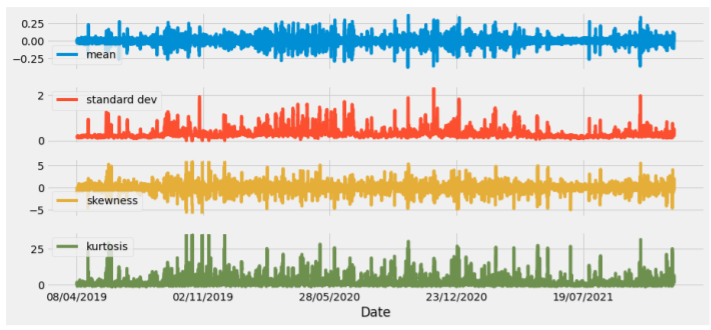 0.25
0.00
−0.25
mean
2
0
standard dev
5
0
−5
skewness
25
0
kurtosis
08/04/2019 02/11/2019 28/05/2020 23/12/2020 19/07/2021
Date